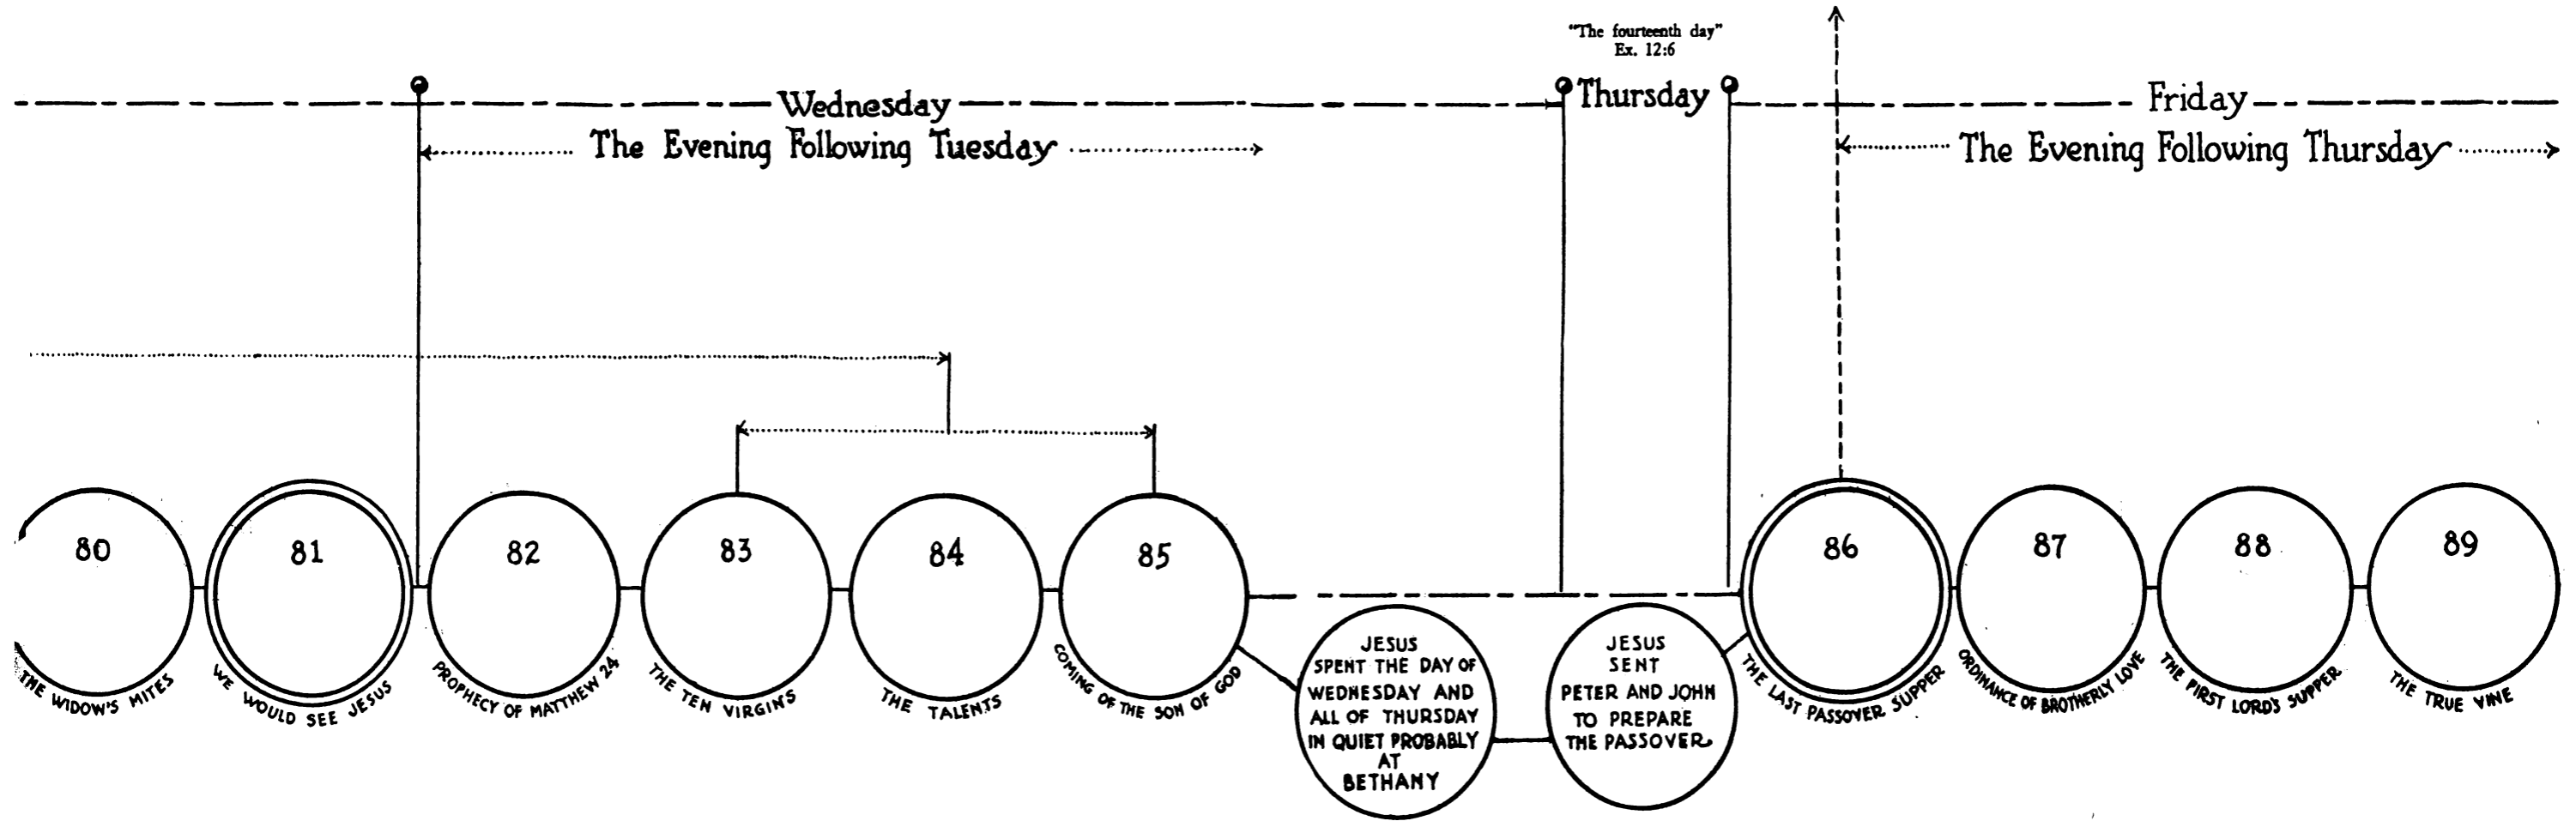 "The fourteenth day"
Ex. 12:6
Wednesday
Thursday
Friday
The Evening Following Tuesday
The Evening Following Thursday
80
81
82
83
84
85
86
87
88
89
THE WIDOW'S MITES
WE WOULD SEE JESUS
PROPHECY OF MATTHEW 24
THE TEN VIRGINS
THE TALENTS
COMING OF THE SON OF GOD
JESUS
SPENT THE DAY OF
WEDNESDAY AND
ALL OF THURSDAY
IN QUIET PROBABLY
AT
BETHANY
JESUS
SENT
PETER AND JOHN
TO PREPARE
THE PASSOVER
THE LAST PASSOVER SUPPER
ORDINANCE OF BROTHERLY LOVE
THE FIRST LORD'S SUPPER
THE TRUE VINE